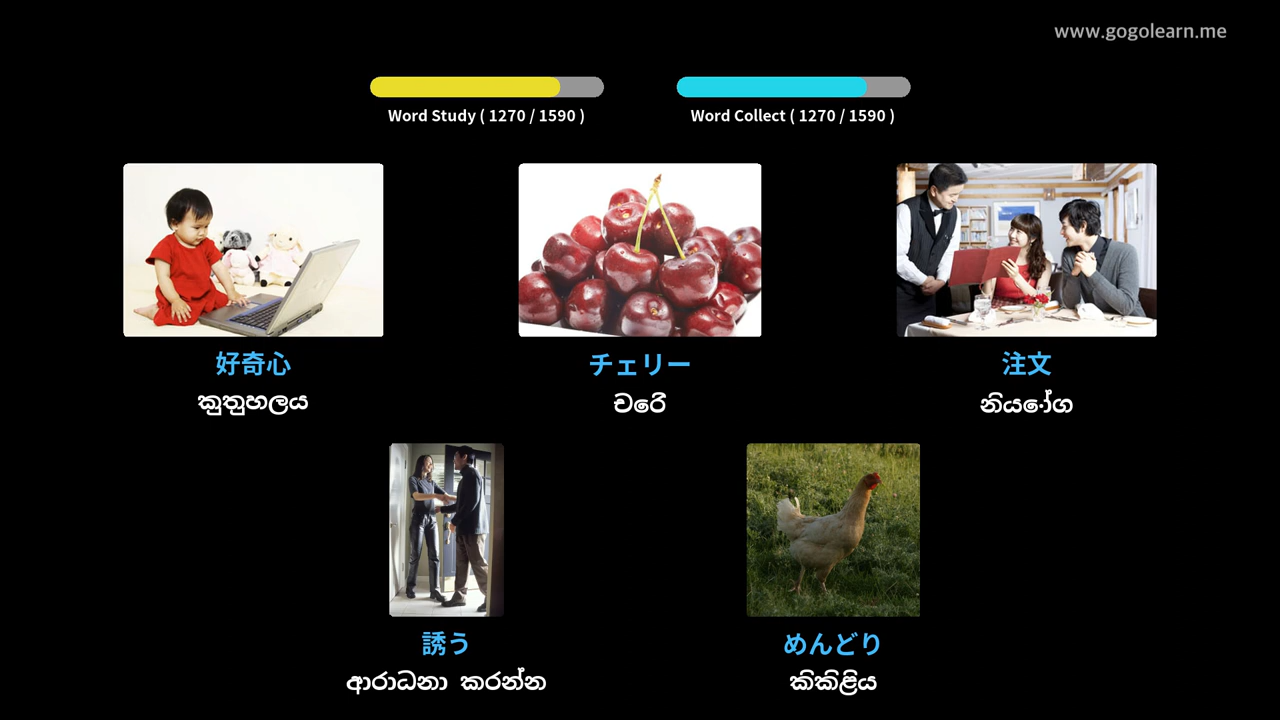 www.gogolearn.me
Word Study ( 1270 / 1590 )
Word Collect ( 1270 / 1590 )
好奇心
කුතුහලය
チェリー
චෙරි
注文
නියෝග
誘う
ආරාධනා කරන්න
めんどり
කිකිළිය